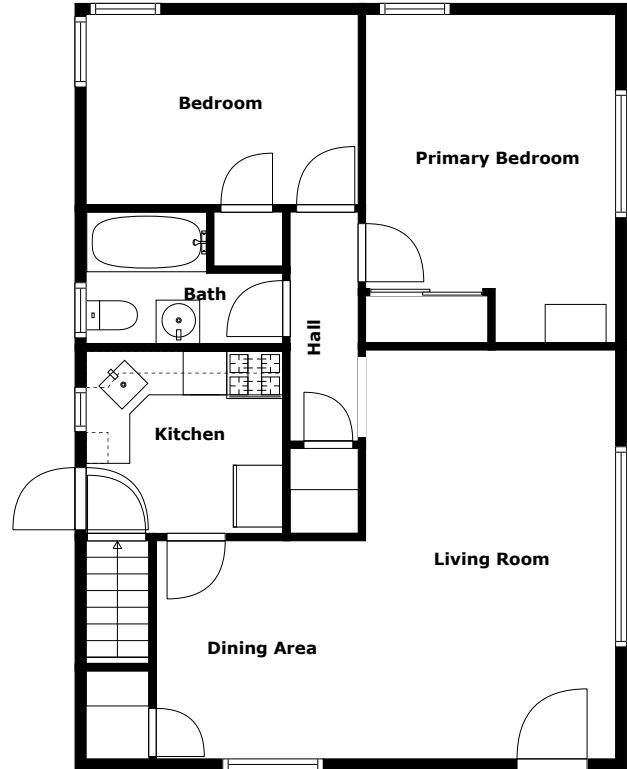 Bedroom
Primary Bedroom
Bath
Hall
Kitchen
Living Room
Dining Area